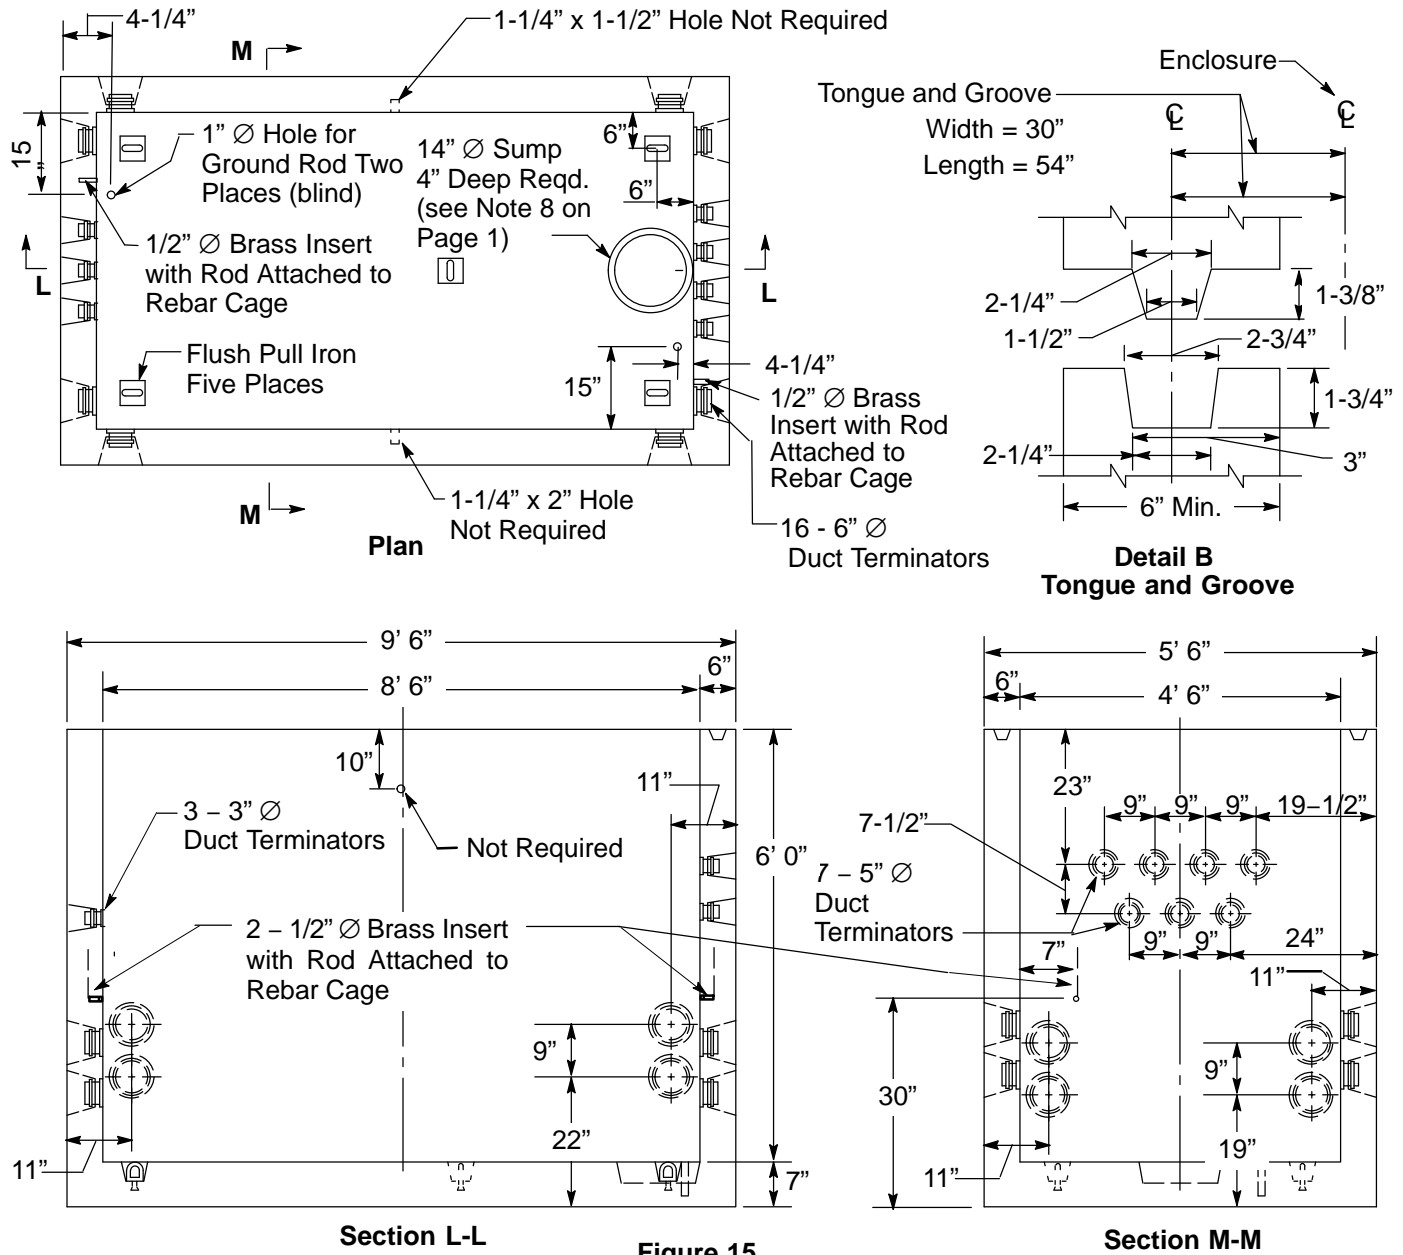 4-1/4”
1-1/4” x 1-1/2” Hole Not Required
M
15
”
1” ∅ Hole for
Ground Rod Two
Places (blind)
14” ∅ Sump
4” Deep Reqd.
(see Note 8 on
Page 1)
6”
6”
1/2” ∅ Brass Insert
with Rod Attached to
Rebar Cage
L
L
Flush Pull Iron
Five Places
15”
4-1/4”
1/2” ∅ Brass
Insert with Rod
Attached to
Rebar Cage
M
1-1/4” x 2” Hole
Not Required
16 - 6” ∅
Duct Terminators
Plan
Enclosure
Tongue and Groove
Width = 30”
Length = 54”
℄
℄
2-1/4”
1-3/8”
1-1/2”
2-3/4”
1-3/4”
2-1/4”
3”
6” Min.
Detail B
Tongue and Groove
9’ 6”
6”
8’ 6”
10”
11”
3 – 3” ∅
Duct Terminators
Not Required
6’ 0”
2 – 1/2” ∅ Brass Insert
with Rod Attached to
Rebar Cage
9”
22”
11”
7”
Section L-L
5’ 6”
6”
4’ 6”
23”
9”
9”
9”
19–1/2”
7-1/2”
7 – 5” ∅
Duct
Terminators
7”
9”
9”
24”
11”
30”
9”
19”
11”
Section M-M
Figure 15